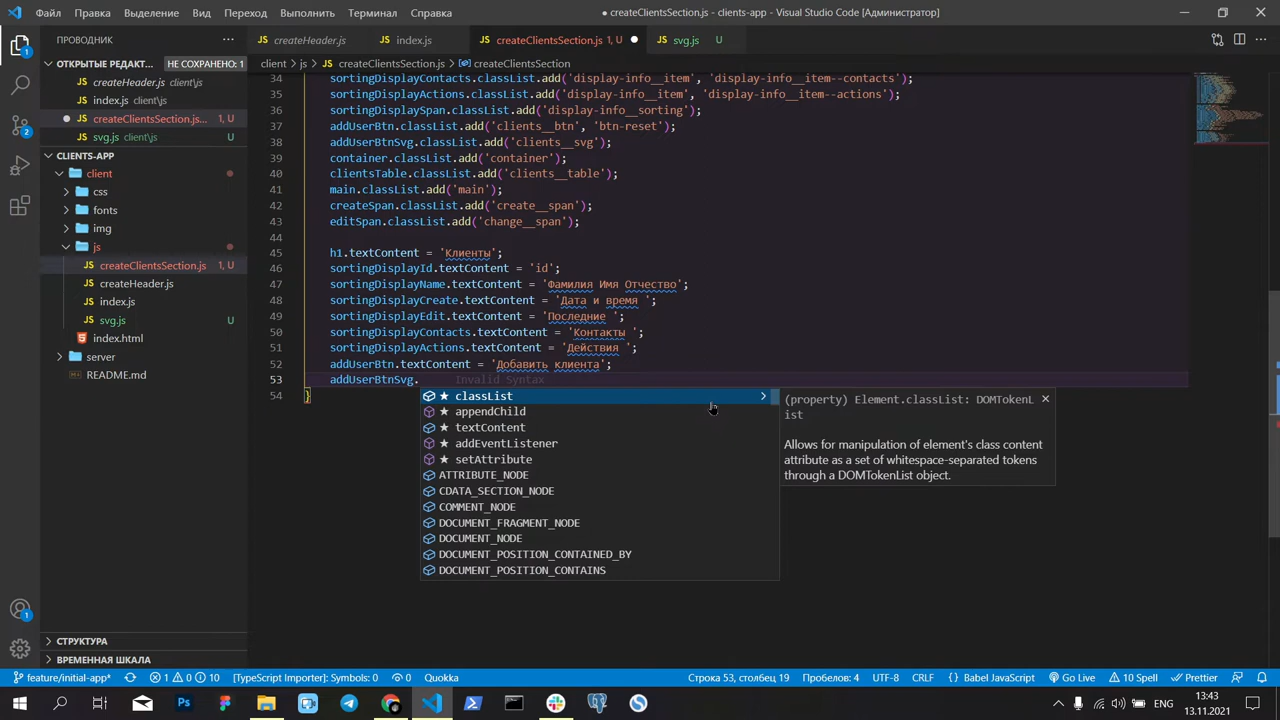 Файл Правка Выделение Вид Переход Выполнить Терминал Справка
● createClientsSection.js - clients-app - Visual Studio Code [Администратор]
ПРОВОДНИК
createHeader.js
index.js
createClientsSection.js 1, U
svg.js U
ОТКРЫТЫЕ РЕДАКТ... НЕ СОХРАНЕНО: 1
client > js > createClientsSection.js > createClientsSection
createHeader.js client\js
index.js client\js
createClientsSection.js... 1, U
svg.js client\js U
CLIENTS-APP
client
css
fonts
img
js
createClientsSection.js 1, U
createHeader.js
index.js
svg.js U
index.html
server
README.md
СТРУКТУРА
ВРЕМЕННАЯ ШКАЛА
34 sortingDisplayContacts.classList.add('display-info__item', 'display-info__item--contacts');
35 sortingDisplayActions.classList.add('display-info__item', 'display-info__item--actions');
36 sortingDisplaySpan.classList.add('display-info__sorting');
37 addUserBtn.classList.add('clients__btn', 'btn-reset');
38 addUserBtnSvg.classList.add('clients__svg');
39 container.classList.add('container');
40 clientsTable.classList.add('clients__table');
41 main.classList.add('main');
42 createSpan.classList.add('create__span');
43 editSpan.classList.add('change__span');
44
45 h1.textContent = 'Клиенты';
46 sortingDisplayId.textContent = 'id';
47 sortingDisplayName.textContent = 'Фамилия Имя Отчество';
48 sortingDisplayCreate.textContent = 'Дата и время ';
49 sortingDisplayEdit.textContent = 'Последние ';
50 sortingDisplayContacts.textContent = 'Контакты ';
51 sortingDisplayActions.textContent = 'Действия ';
52 addUserBtn.textContent = 'Добавить клиента';
53 addUserBtnSvg. Invalid Syntax
54 }
★ classList
★ appendChild
★ textContent
★ addEventListener
★ setAttribute
ATTRIBUTE_NODE
CDATA_SECTION_NODE
COMMENT_NODE
DOCUMENT_FRAGMENT_NODE
DOCUMENT_NODE
DOCUMENT_POSITION_CONTAINED_BY
DOCUMENT_POSITION_CONTAINS
(property) Element.classList: DOMTokenL
ist
Allows for manipulation of element's class content
attribute as a set of whitespace-separated tokens
through a DOMTokenList object.
feature/initial-app* 1 0 10 [TypeScript Importer]: Symbols: 0 0 Quokka
Строка 53, столбец 19 Пробелов: 4 UTF-8 CRLF {} Babel JavaScript Go Live 10 Spell Prettier
1
2
ENG
13:43
13.11.2021